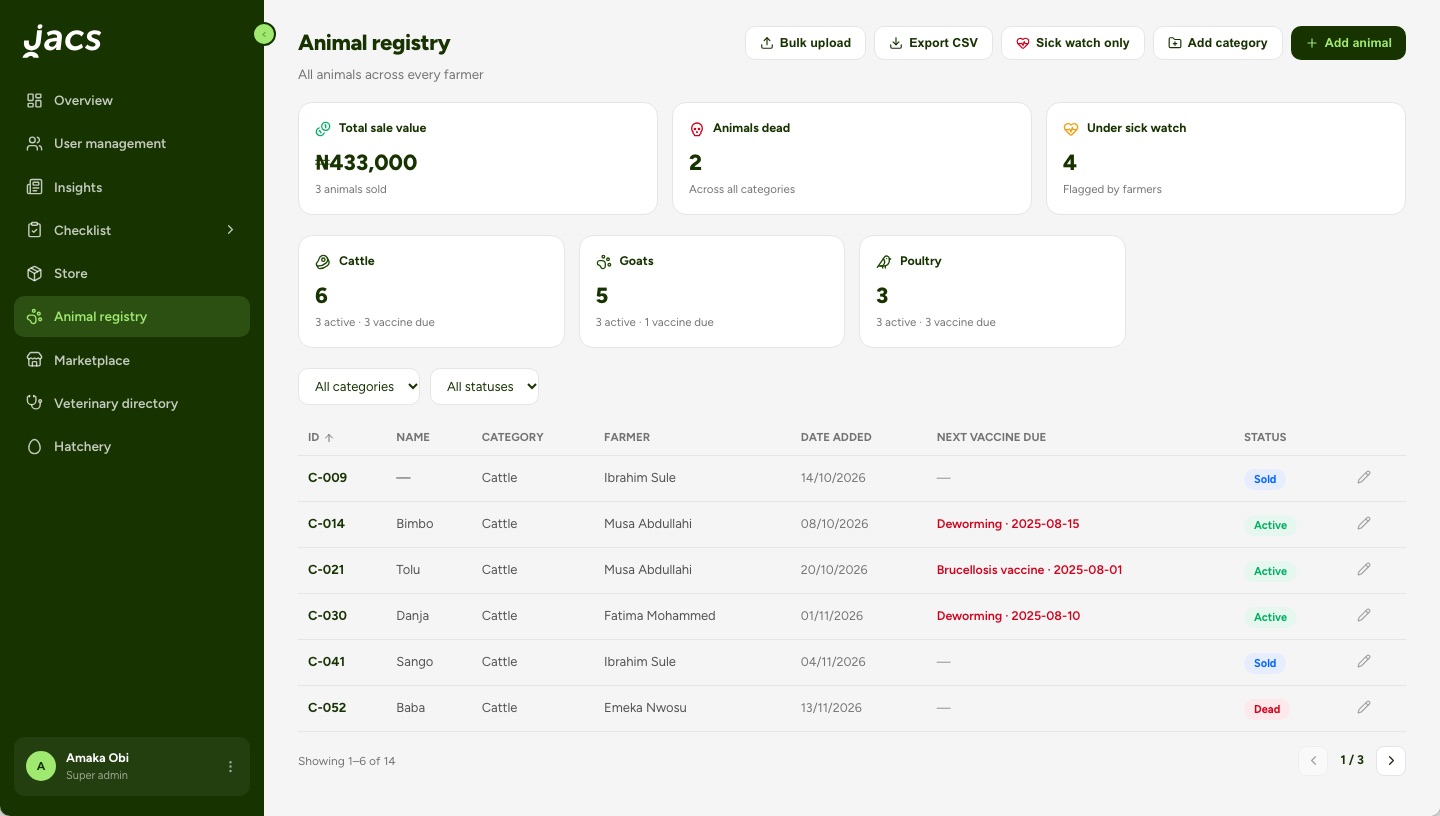 jacs
Overview
User management
Insights
Checklist
Store
Animal registry
Marketplace
Veterinary directory
Hatchery
A
Amaka Obi
Super admin
Animal registry
All animals across every farmer
Bulk upload
Export CSV
Sick watch only
Add category
+ Add animal
Total sale value
₦433,000
3 animals sold
Animals dead
2
Across all categories
Under sick watch
4
Flagged by farmers
Cattle
6
3 active · 3 vaccine due
Goats
5
3 active · 1 vaccine due
Poultry
3
3 active · 3 vaccine due
All categories
All statuses
ID ↑ NAME CATEGORY FARMER DATE ADDED NEXT VACCINE DUE STATUS
C-009 — Cattle Ibrahim Sule 14/10/2026 — Sold
C-014 Bimbo Cattle Musa Abdullahi 08/10/2026 Deworming · 2025-08-15 Active
C-021 Tolu Cattle Musa Abdullahi 20/10/2026 Brucellosis vaccine · 2025-08-01 Active
C-030 Danja Cattle Fatima Mohammed 01/11/2026 Deworming · 2025-08-10 Active
C-041 Sango Cattle Ibrahim Sule 04/11/2026 — Sold
C-052 Baba Cattle Emeka Nwosu 13/11/2026 — Dead
Showing 1–6 of 14
1 / 3